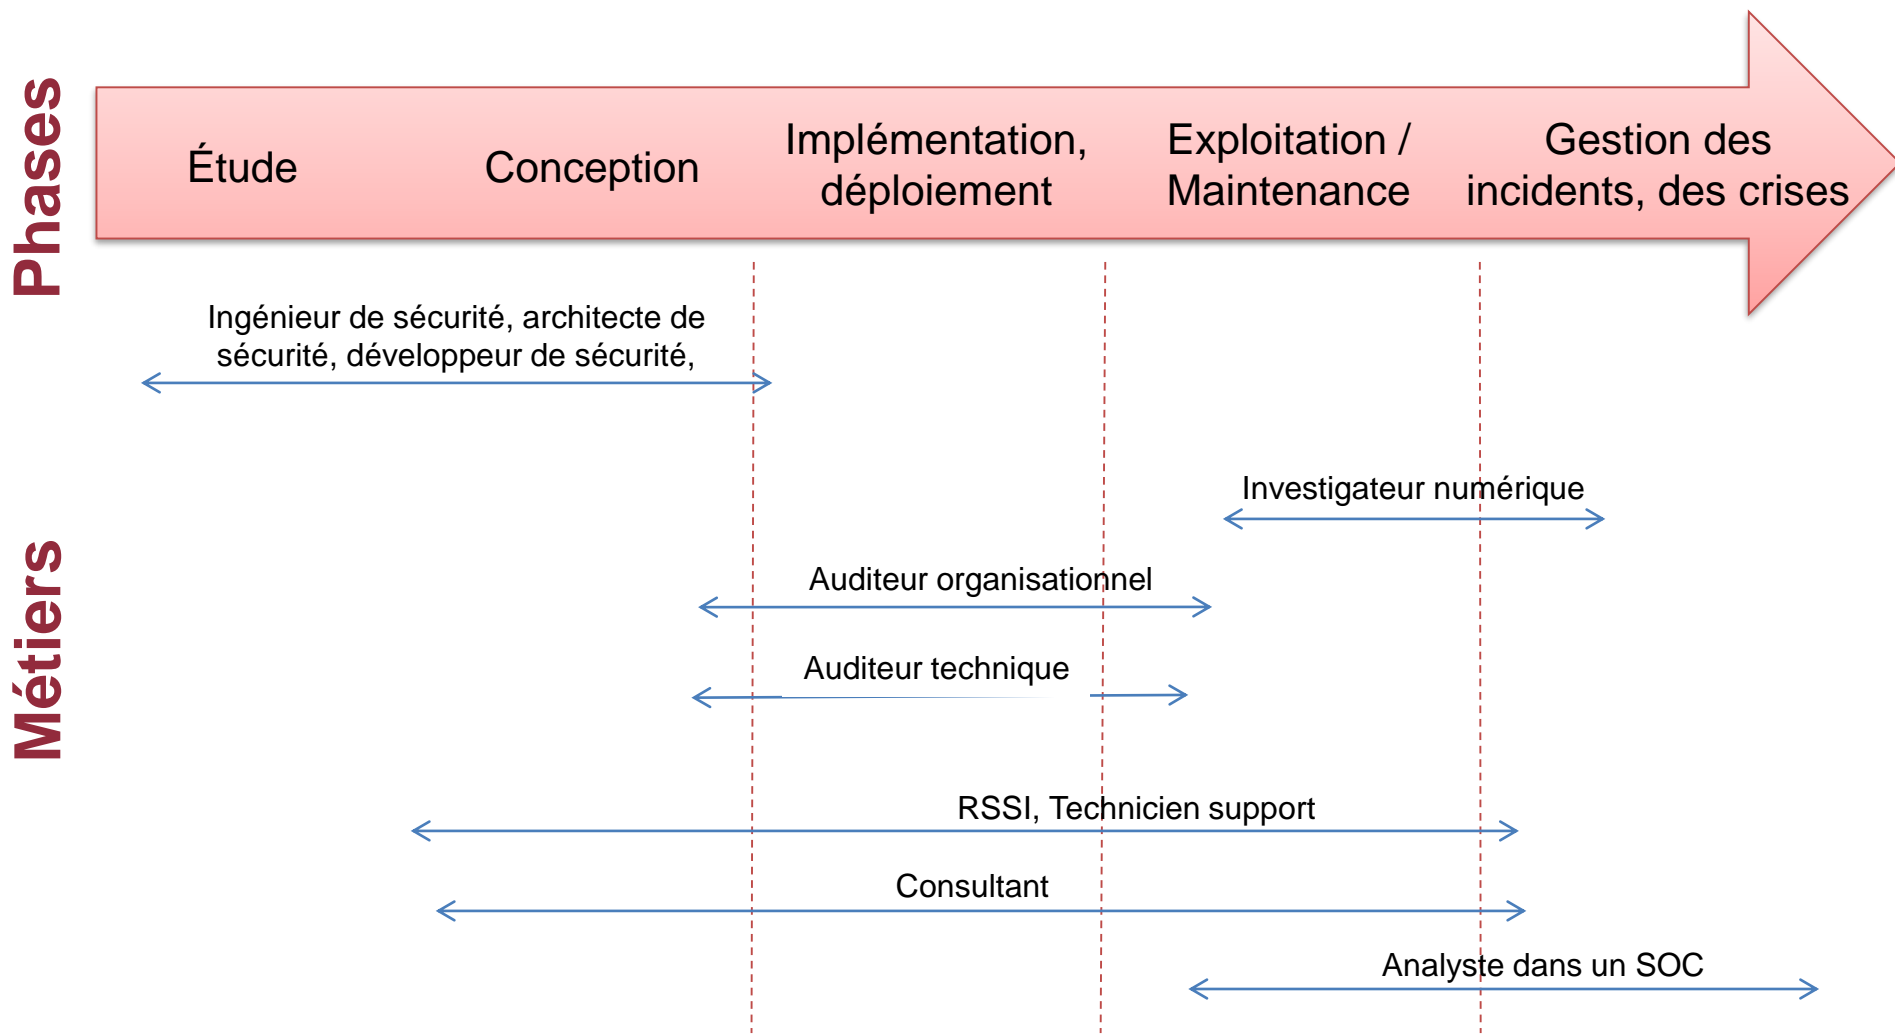 Phases
Étude
Conception
Implémentation,
déploiement
Exploitation /
Maintenance
Gestion des
incidents, des crises
Ingénieur de sécurité, architecte de
sécurité, développeur de sécurité,
Métiers
Investigateur numérique
Auditeur organisationnel
Auditeur technique
RSSI, Technicien support
Consultant
Analyste dans un SOC